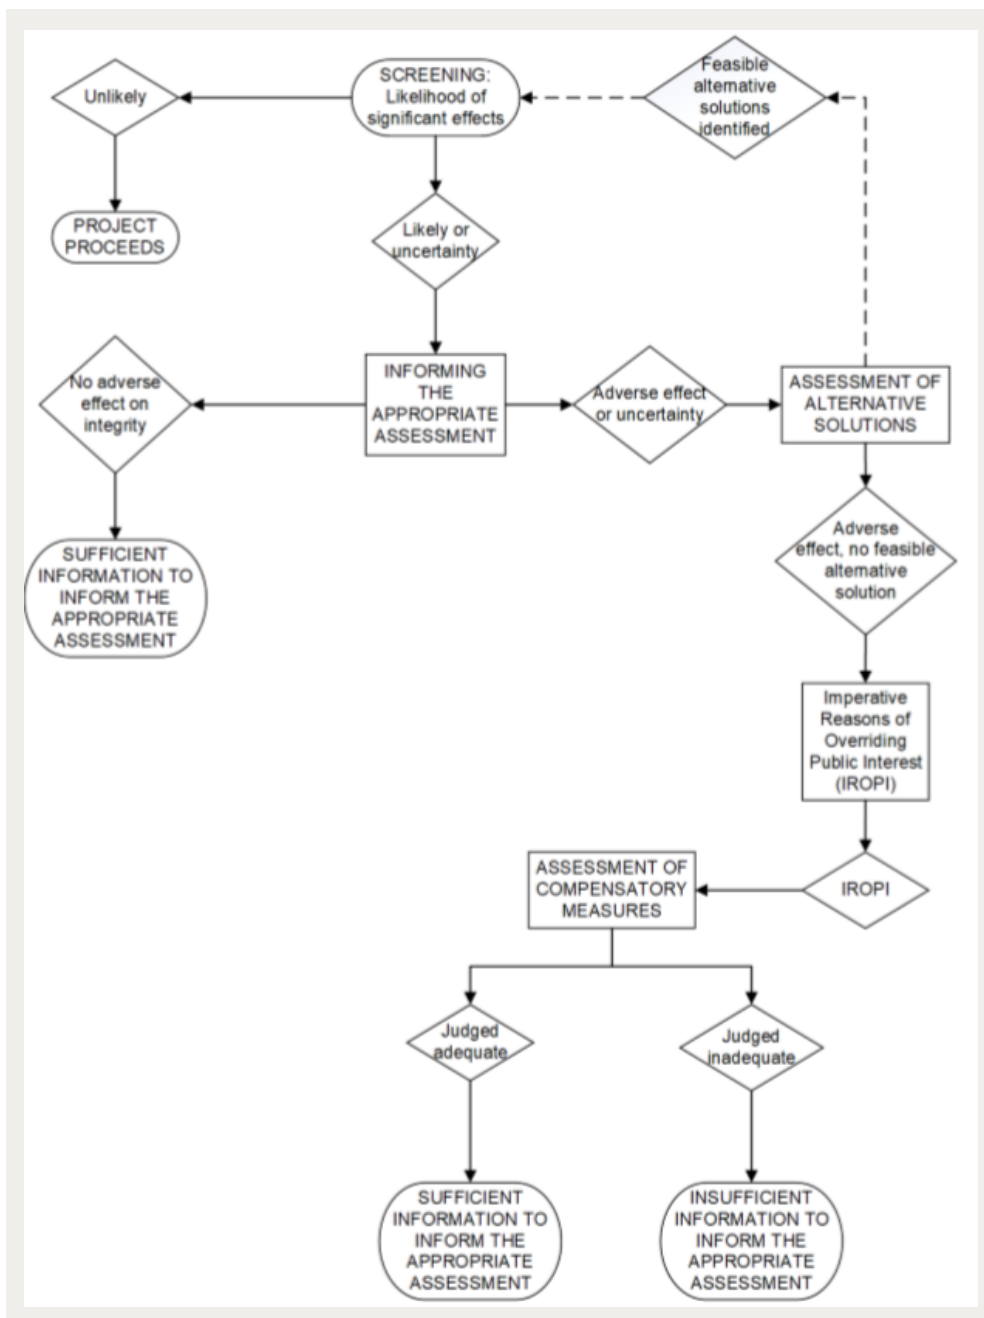 Unlikely
SCREENING:
Likelihood of
significant effects
Feasible
alternative
solutions
identified
PROJECT
PROCEEDS
Likely or
uncertainty
No adverse
effect on
integrity
INFORMING
THE
APPROPRIATE
ASSESSMENT
Adverse effect
or uncertainty
ASSESSMENT OF
ALTERNATIVE
SOLUTIONS
SUFFICIENT
INFORMATION TO
INFORM THE
APPROPRIATE
ASSESSMENT
Adverse
effect, no feasible
alternative
solution
Imperative
Reasons of
Overriding
Public Interest
(IROPI)
IROPI
ASSESSMENT OF
COMPENSATORY
MEASURES
Judged
adequate
Judged
inadequate
SUFFICIENT
INFORMATION TO
INFORM THE
APPROPRIATE
ASSESSMENT
INSUFFICIENT
INFORMATION TO
INFORM THE
APPROPRIATE
ASSESSMENT